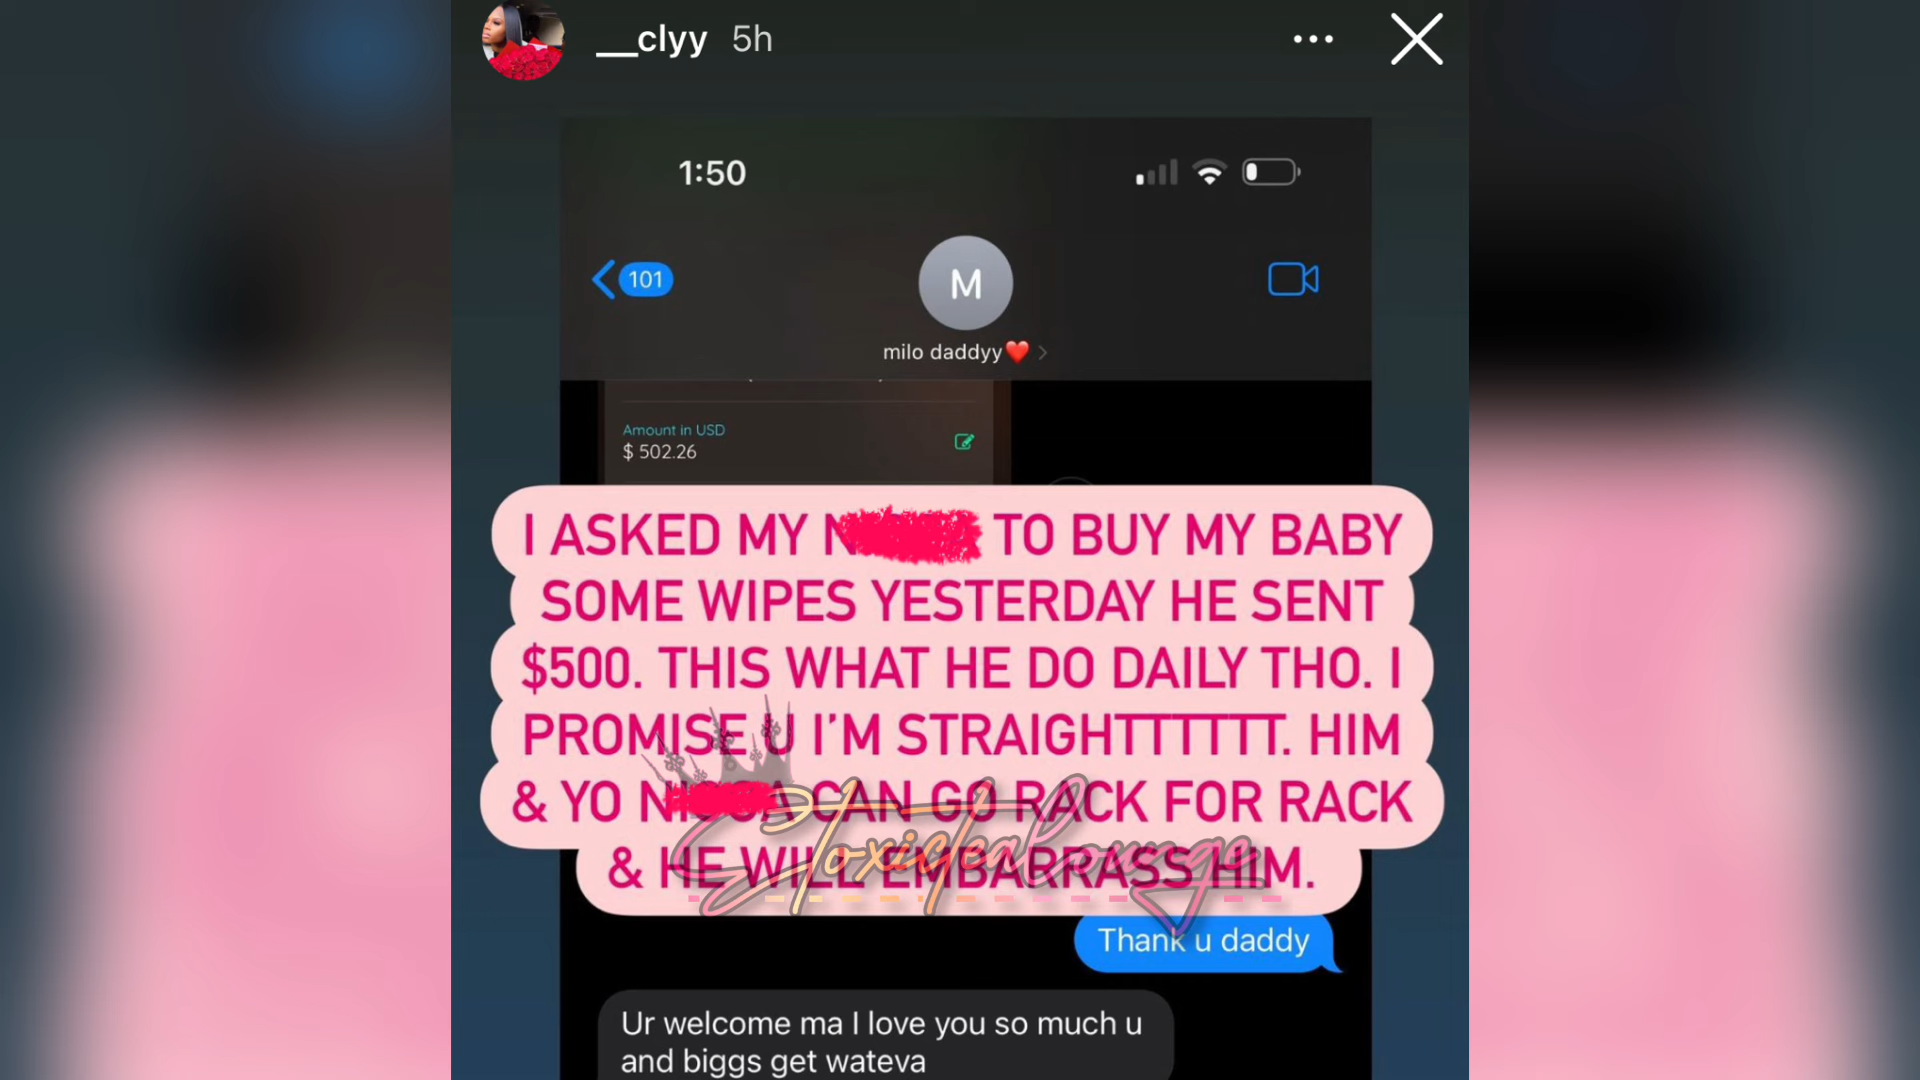 __clyy 5h
1:50
101
M
milo daddyy❤️
Amount in USD
$ 502.26
I ASKED MY TO BUY MY BABY
SOME WIPES YESTERDAY HE SENT
$500. THIS WHAT HE DO DAILY THO. I
PROMISE U I'M STRAIGHTTTTTTT. HIM
& YO CAN GO RACK FOR RACK
& HE WILL EMBARRASS HIM.
EtoxiqteaLounge
Thank u daddy
Ur welcome ma I love you so much u
and biggs get wateva